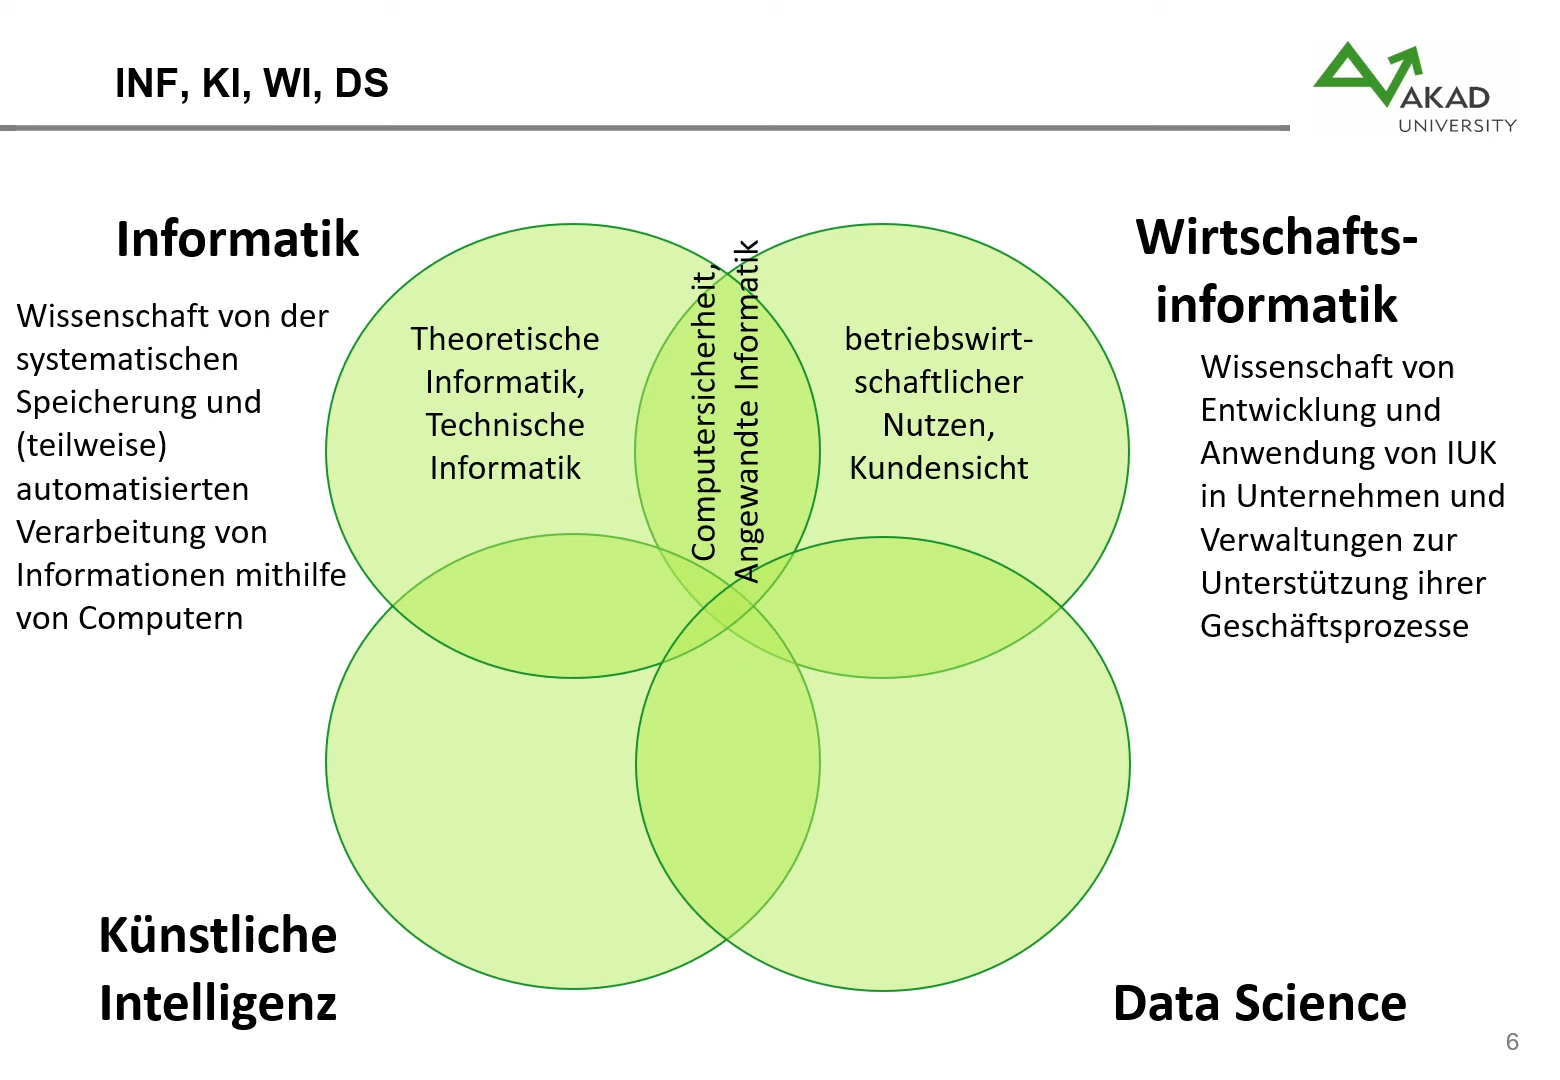 INF, KI, WI, DS
AKAD
UNIVERSITY
Informatik
Wissenschaft von der
systematischen
Speicherung und
(teilweise)
automatisierten
Verarbeitung von
Informationen mithilfe
von Computern
Theoretische
Informatik,
Technische
Informatik
Computersicherheit,
Angewandte Informatik
betriebswirt-
schaftlicher
Nutzen,
Kundensicht
Wirtschafts-
informatik
Wissenschaft von
Entwicklung und
Anwendung von IUK
in Unternehmen und
Verwaltungen zur
Unterstützung ihrer
Geschäftsprozesse
Künstliche
Intelligenz
Data Science
6